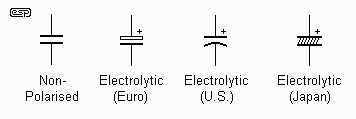 esp
+
+
+
Non-
Polarised
Electrolytic
(Euro)
Electrolytic
(U.S.)
Electrolytic
(Japan)